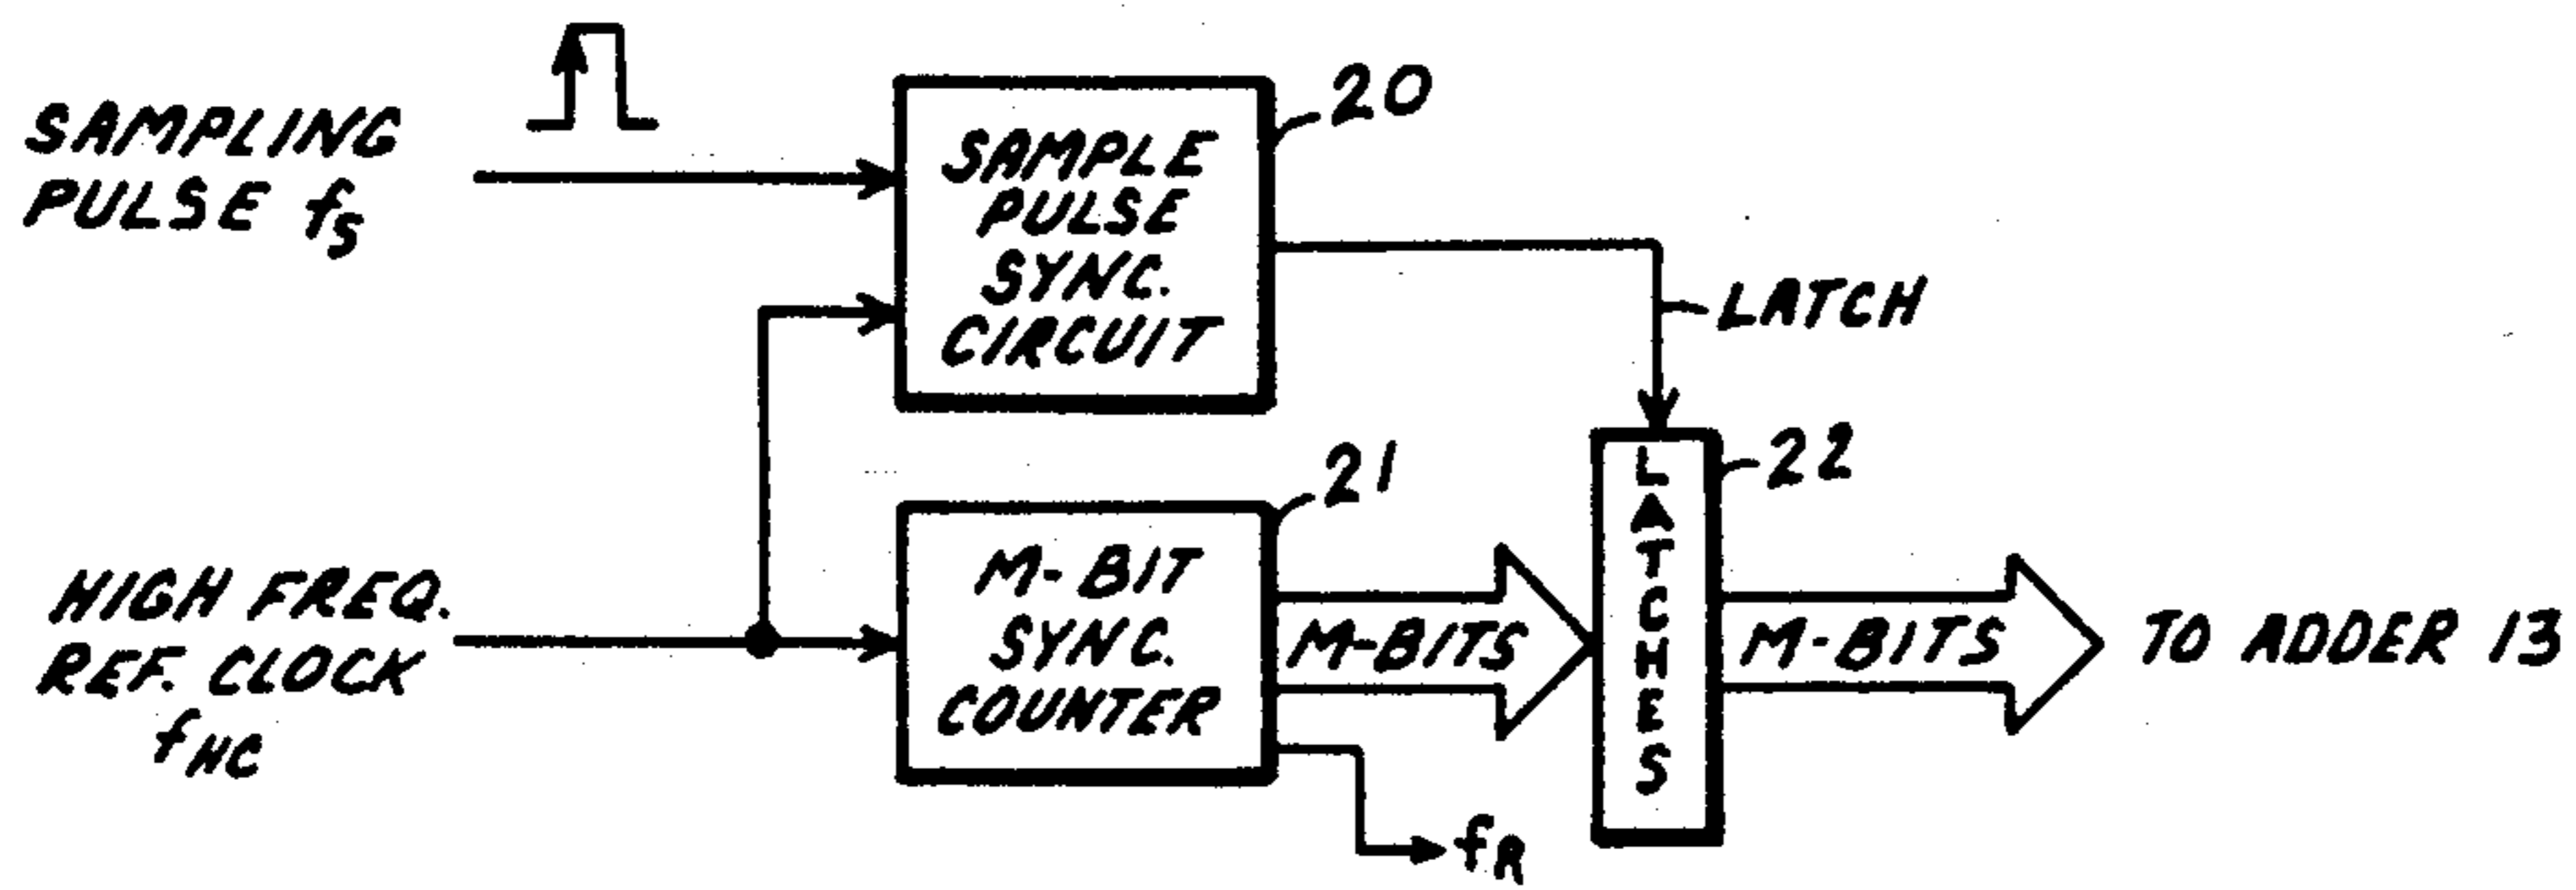 SAMPLING
PULSE fS
SAMPLE
PULSE
SYNC.
CIRCUIT
20
LATCH
HIGH FREQ.
REF. CLOCK
fHC
M-BIT
SYNC.
COUNTER
21
M-BITS
fR
LATCHES
22
M-BITS
TO ADDER 13